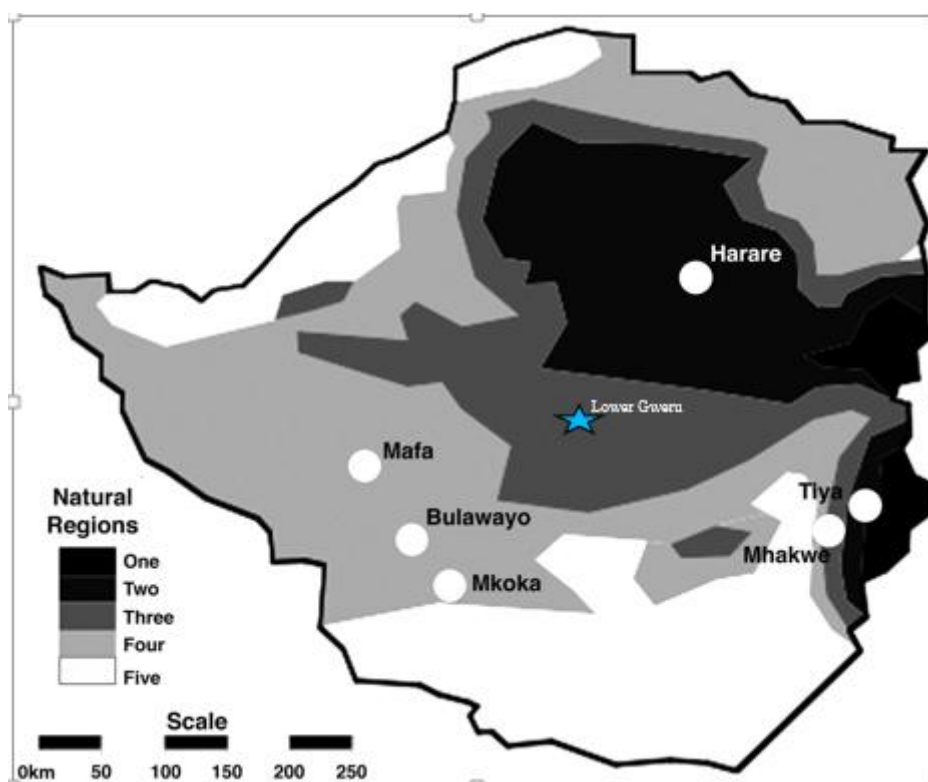 Harare
Lower Gweru
Mafa
Bulawayo
Mkoka
Tiya
Mhakwe
Natural
Regions
One
Two
Three
Four
Five
Scale
0km 50 100 150 200 250